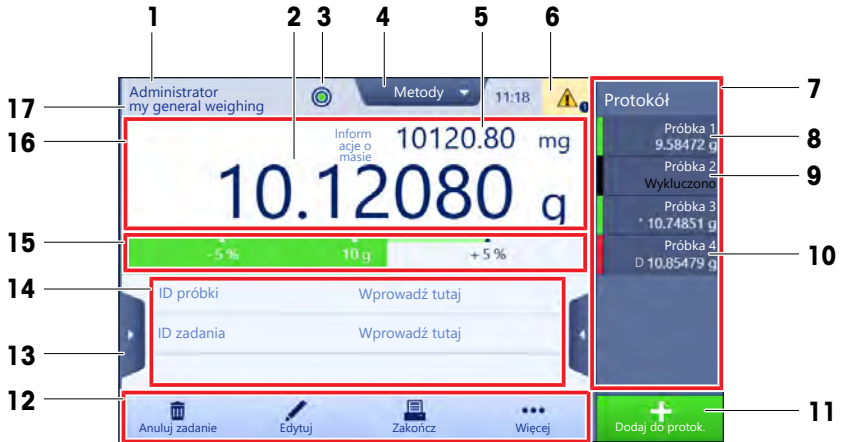 1
2
3
4
5
6
7
8
9
10
11
12
13
14
15
16
17
Administrator
my general weighing
Metody
11:18
Inform
acje o
masie
10120.80 mg
10.12080 g
-5 %
10 g
+5 %
ID próbki Wprowadź tutaj
ID zadania Wprowadź tutaj
Anuluj zadanie
Edytuj
Zakończ
Więcej
Protokół
Próbka 1
9.58472 g
Próbka 2
Wykluczono
Próbka 3
* 10.74851 g
Próbka 4
D 10.85479 g
Dodaj do protok.